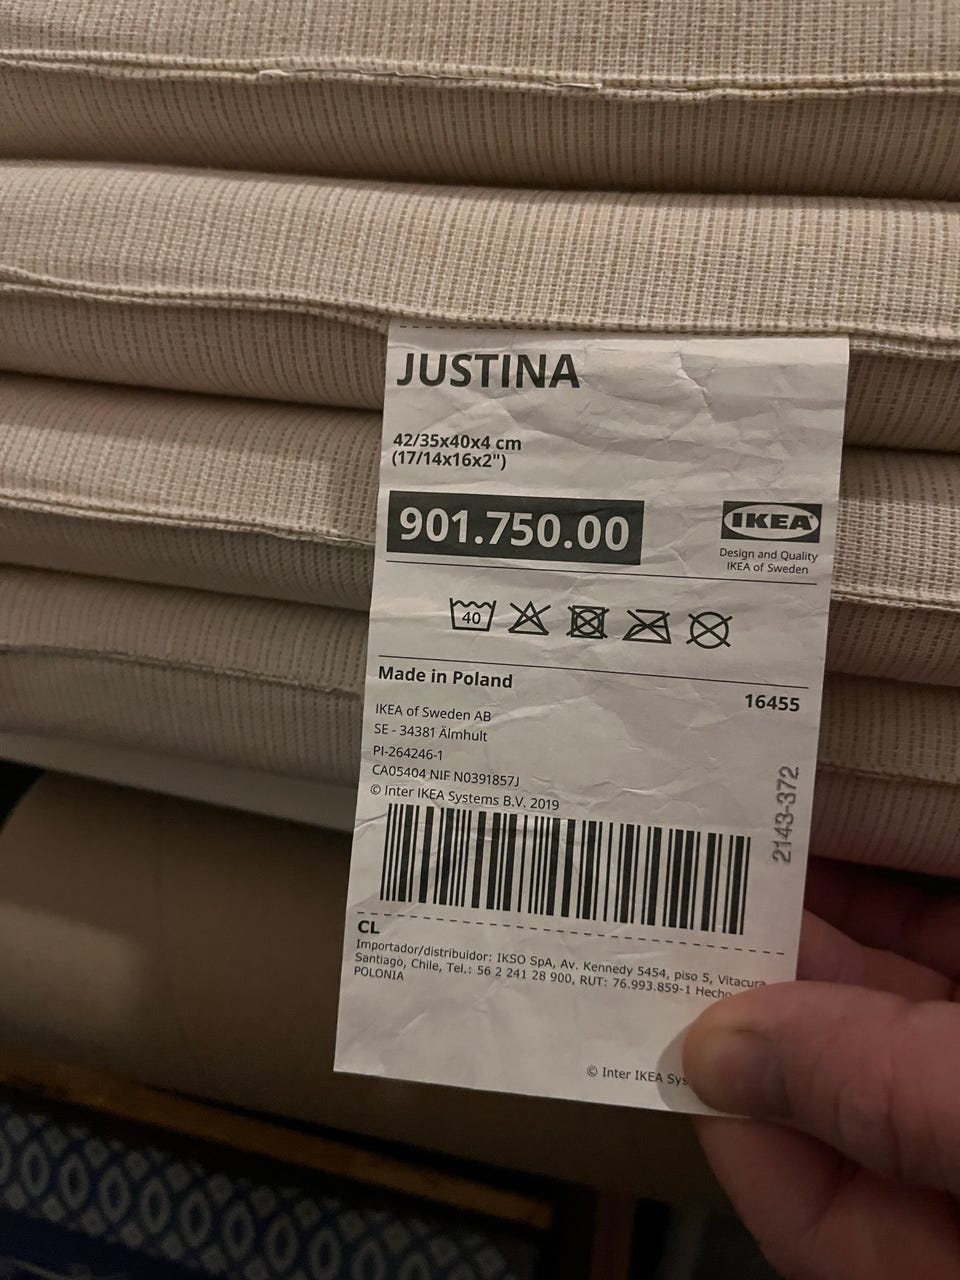 JUSTINA
42/35x40x4 cm
(17/14x16x2")
901.750.00
IKEA
Design and Quality
IKEA of Sweden
40
Made in Poland
16455
IKEA of Sweden AB
SE - 34381 Älmhult
PI-264246-1
CA05404 NIF N0391857J
© Inter IKEA Systems B.V. 2019
2143-372
CL
Importador/distribuidor: IKSO SpA, Av. Kennedy 5454, piso 5, Vitacura
Santiago, Chile, Tel.: 56 2 241 28 900, RUT: 76.993.859-1 Hecho
POLONIA
© Inter IKEA Sys